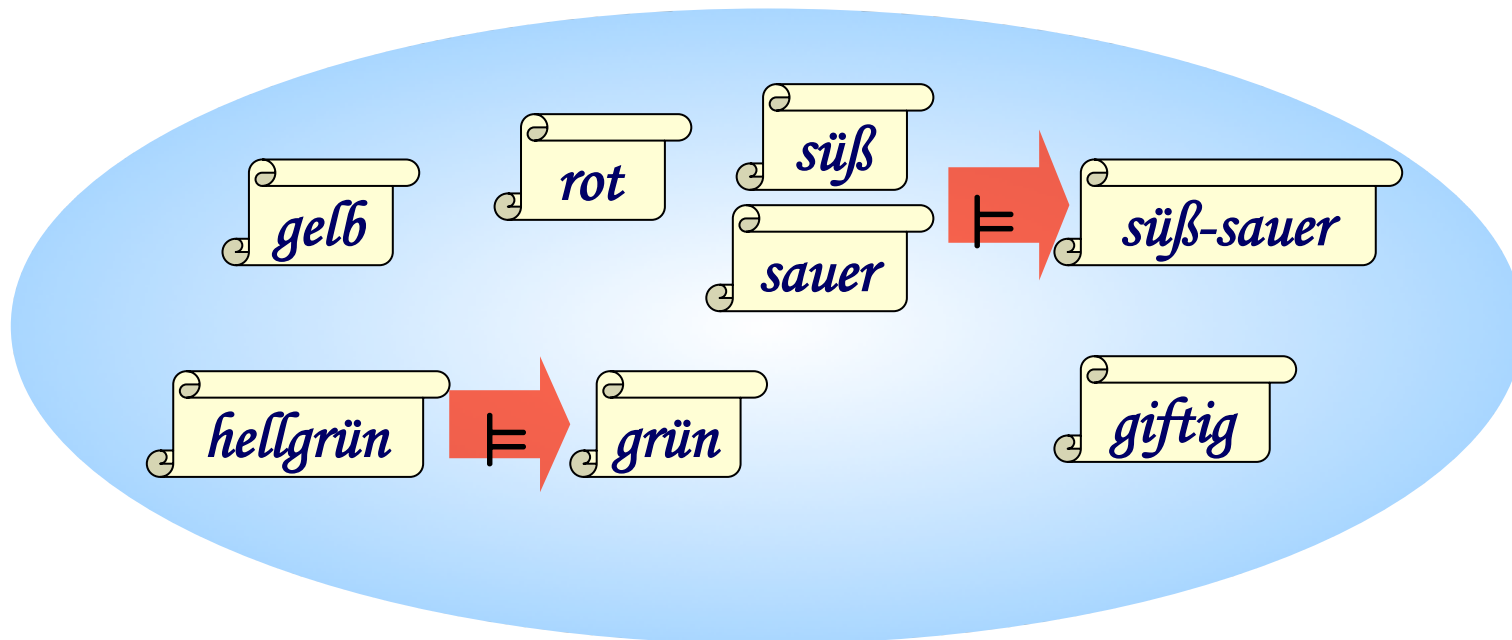 gelb
rot
süß
sauer
⊨
süß-sauer
hellgrün
⊨
grün
giftig